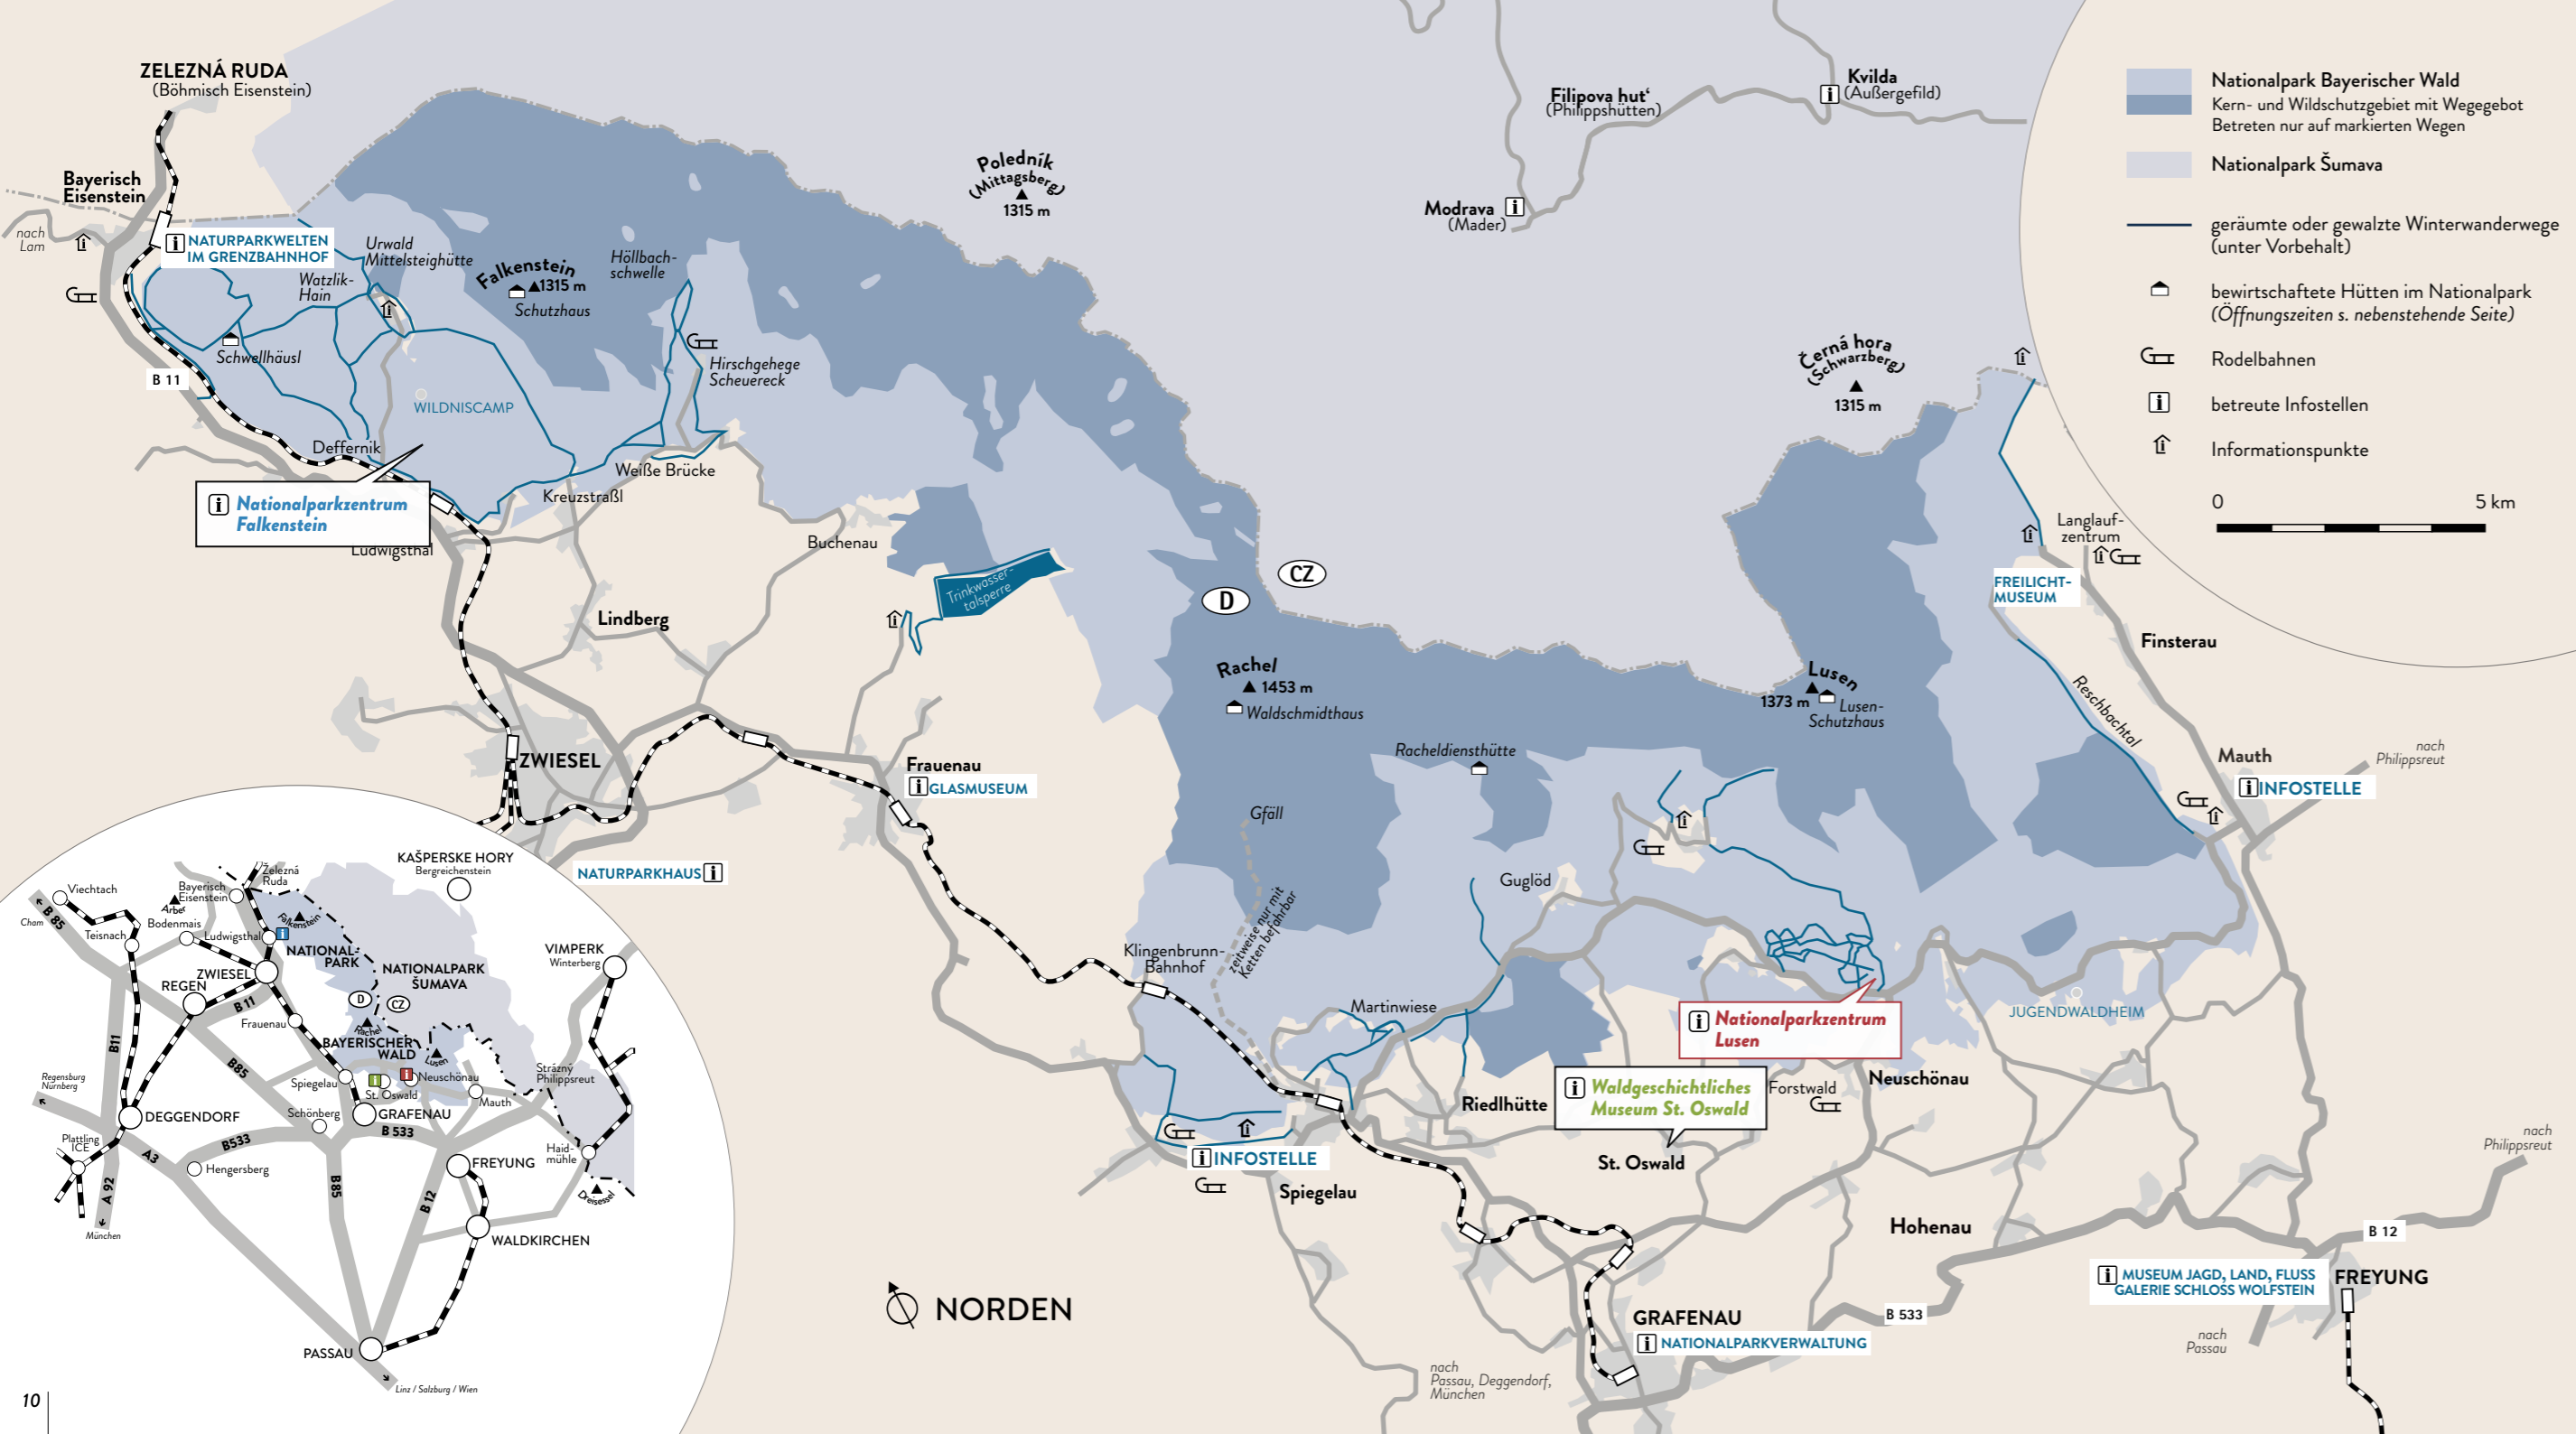 ZELEZNÁ RUDA
(Böhmisch Eisenstein)
Bayerisch
Eisenstein
nach
Lam
i NATURPARKWELTEN
IM GRENZBAHNHOF
Urwald
Mittelsteighütte
Watzlik-
Hain
Falkenstein
1315 m
Schutzhaus
Höllbach-
schwelle
Schwellhäusl
B 11
WILDNISCAMP
Hirschgehege
Scheuereck
Deffernik
Weiße Brücke
Kreuzstraßl
i Nationalparkzentrum
Falkenstein
Ludwigsthal
Buchenau
Trinkwasser-
talsperre
Lindberg
ZWIESEL
Frauenau
i GLASMUSEUM
NATURPARKHAUS i
Poledník
(Mittagsberg)
1315 m
Filipova hut‘
(Philippshütten)
Kvilda
i (Außergefild)
Modrava i
(Mader)
Černá hora
(Schwarzberg)
1315 m
CZ
D
Rachel
1453 m
Waldschmidthaus
Racheldiensthütte
Gfäll
zeitweise nur mit
Ketten befahrbar
Lusen
1373 m
Lusen-
Schutzhaus
Guglöd
Klingenbrunn-
Bahnhof
Martinwiese
Riedlhütte
i INFOSTELLE
Spiegelau
i Nationalparkzentrum
Lusen
i Waldgeschichtliches
Museum St. Oswald
St. Oswald
Forstwald
Neuschönau
JUGENDWALDHEIM
Langlauf-
zentrum
FREILICHT-
MUSEUM
Finsterau
Reschbachtal
Mauth
i INFOSTELLE
nach
Philippsreut
Hohenau
nach
Philippsreut
B 12
i MUSEUM JAGD, LAND, FLUSS
GALERIE SCHLOSS WOLFSTEIN
FREYUNG
nach
Passau
B 533
GRAFENAU
i NATIONALPARKVERWALTUNG
nach
Passau, Deggendorf,
München
NORDEN
Nationalpark Bayerischer Wald
Kern- und Wildschutzgebiet mit Wegegebot
Betreten nur auf markierten Wegen
Nationalpark Šumava
geräumte oder gewalzte Winterwanderwege
(unter Vorbehalt)
bewirtschaftete Hütten im Nationalpark
(Öffnungszeiten s. nebenstehende Seite)
Rodelbahnen
i betreute Infostellen
i Informationspunkte
0 5 km
KAŠPERSKE HORY
Bergreichenstein
Viechtach
B 85
Cham
Teisnach
Arber
Bodenmais
Bayerisch
Eisenstein
Železná
Ruda
Falkenstein
Ludwigsthal
i
NATIONAL-
PARK
NATIONALPARK
ŠUMAVA
VIMPERK
Winterberg
ZWIESEL
REGEN
B 11
D
CZ
Frauenau
Rachel
BAYERISCHER
WALD
Lusen
B11
B85
Regensburg
Nürnberg
Spiegelau
i
i
Neuschönau
St. Oswald
Strázný
Philippsreut
Mauth
DEGGENDORF
Schönberg
GRAFENAU
B 533
B533
Plattling
ICE
A3
Hengersberg
FREYUNG
Haid-
mühle
Dreisessel
A 92
B85
B 12
München
WALDKIRCHEN
PASSAU
Linz / Salzburg / Wien
10